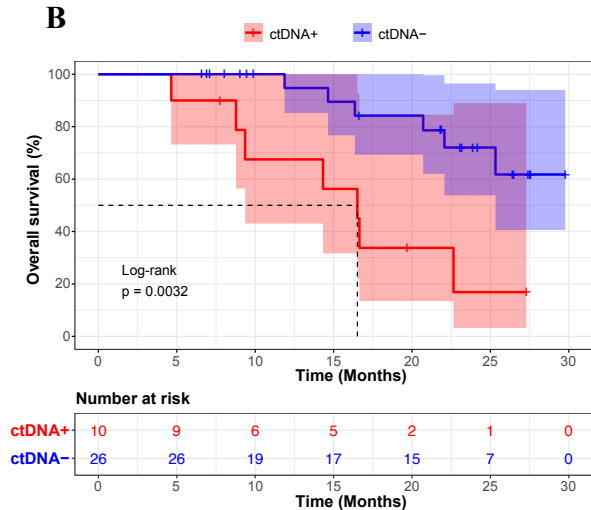 B
ctDNA+ ctDNA−
Overall survival (%)
100
80
60
40
20
0
Log-rank
p = 0.0032
0 5 10 15 20 25 30
Time (Months)
Number at risk
ctDNA+ 10 9 6 5 2 1 0
ctDNA− 26 26 19 17 15 7 0
0 5 10 15 20 25 30
Time (Months)